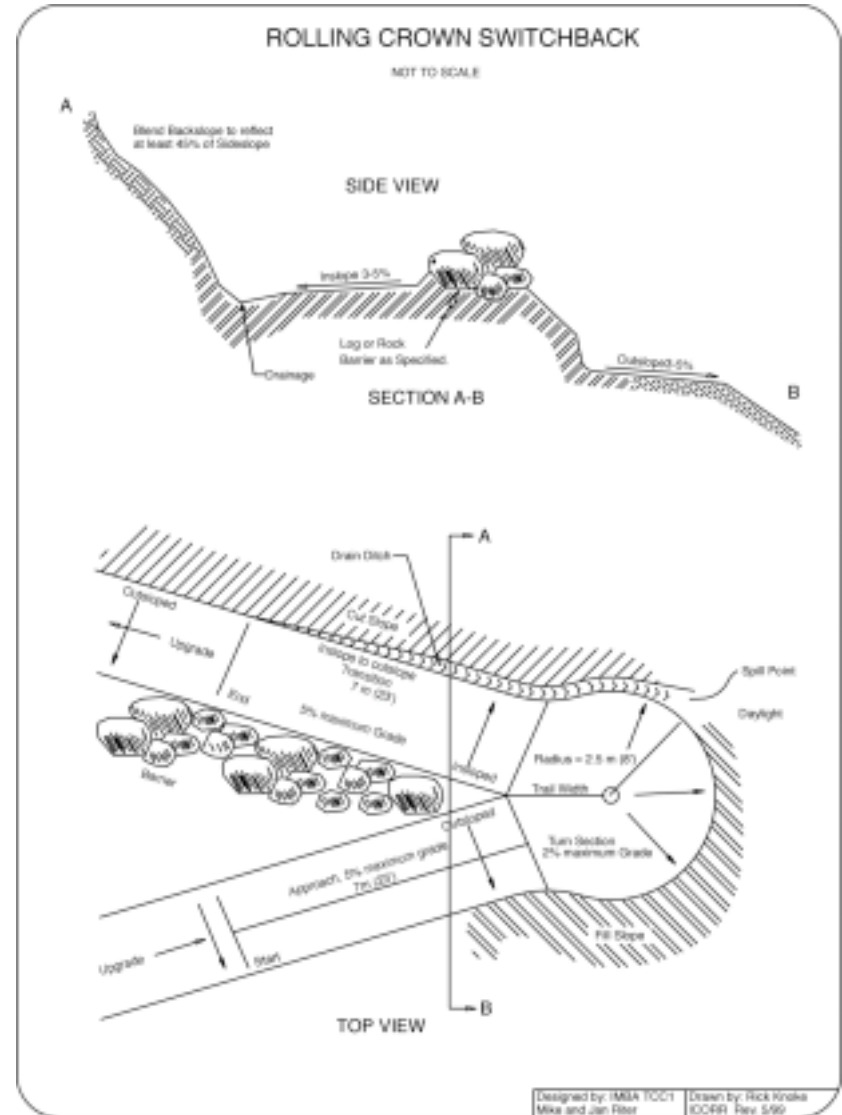 ROLLING CROWN SWITCHBACK
NOT TO SCALE
A
Blend Backslope to reflect
at least 45% of Sideslope
SIDE VIEW
Inslope 3-5%
Log or Rock
Barrier as Specified.
Drainage
Outsloped-5%
B
SECTION A-B
A
Drain Ditch
Outsloped
Cut Slope
Upgrade
Inslope to outslope
Transition
7 m (23')
Spill Point
End
5% maximum Grade
Daylight
Insloped
Radius = 2.5 m (8')
Barrier
Trail Width
Outsloped
Turn Section
2% maximum Grade
Approach, 5% maximum grade
7m (23')
Fill Slope
Upgrade
Start
B
TOP VIEW
Designed by: IMBA TCC1
Mike and Jan Riter
Drawn by: Rick Knoke
ICORR Rev. 5/99